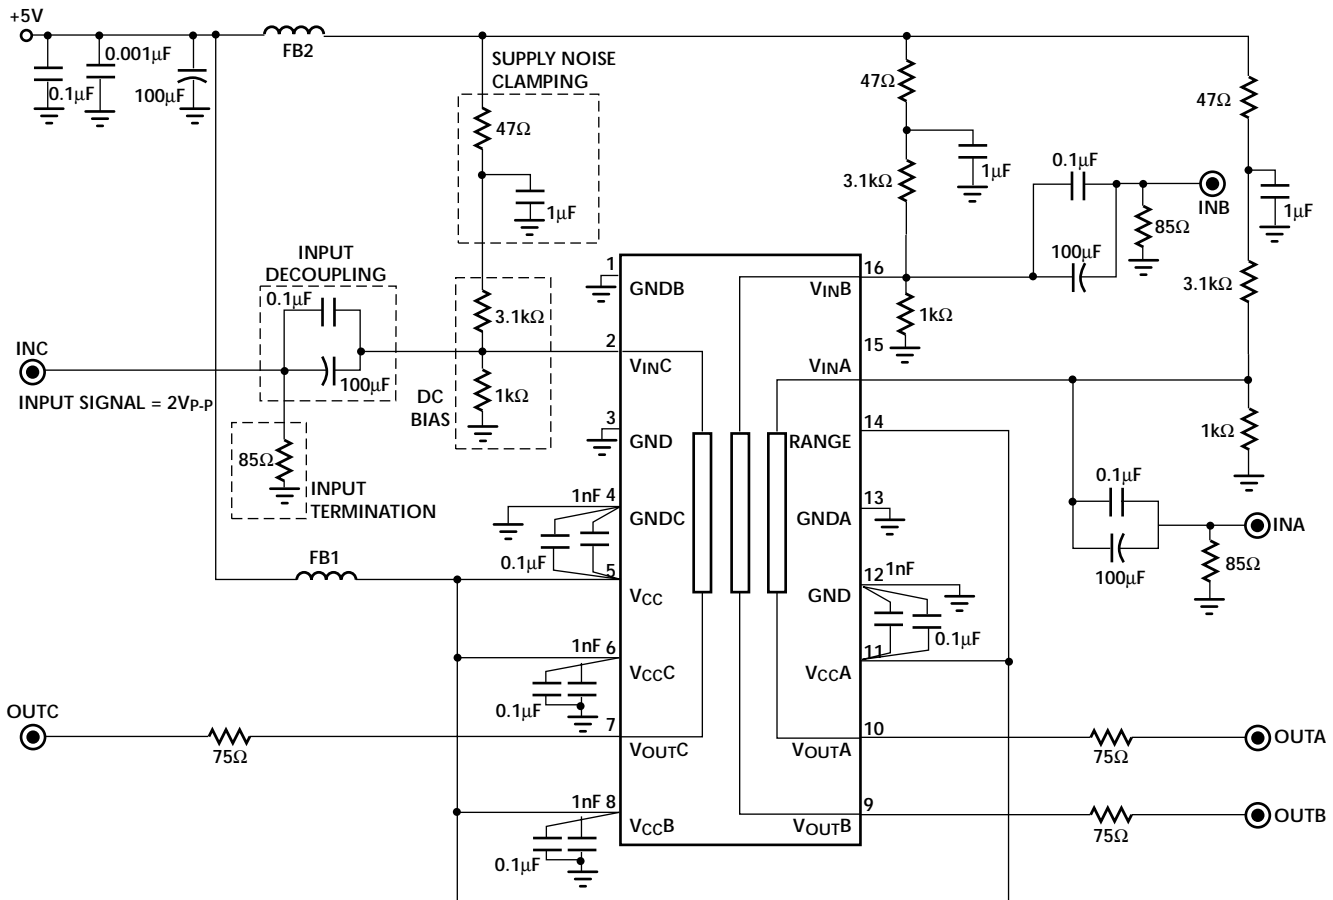 +5V
FB2
0.001µF
0.1µF
100µF
SUPPLY NOISE
CLAMPING
47Ω
1µF
47Ω
1µF
3.1kΩ
0.1µF
100µF
INB
85Ω
47Ω
1µF
3.1kΩ
INPUT
DECOUPLING
0.1µF
100µF
INC
INPUT SIGNAL = 2VP-P
3.1kΩ
1kΩ
DC
BIAS
85Ω
INPUT
TERMINATION
1
GNDB
2
VINC
3
GND
1nF 4
GNDC
0.1µF
FB1
5
VCC
1nF 6
VCCC
0.1µF
7
VOUTC
OUTC
75Ω
1nF 8
VCCB
0.1µF
16
VINB
1kΩ
15
VINA
14
RANGE
13
GNDA
12 1nF
GND
0.1µF
11
VCCA
10
VOUTA
9
VOUTB
1kΩ
0.1µF
100µF
INA
85Ω
75Ω
OUTA
75Ω
OUTB